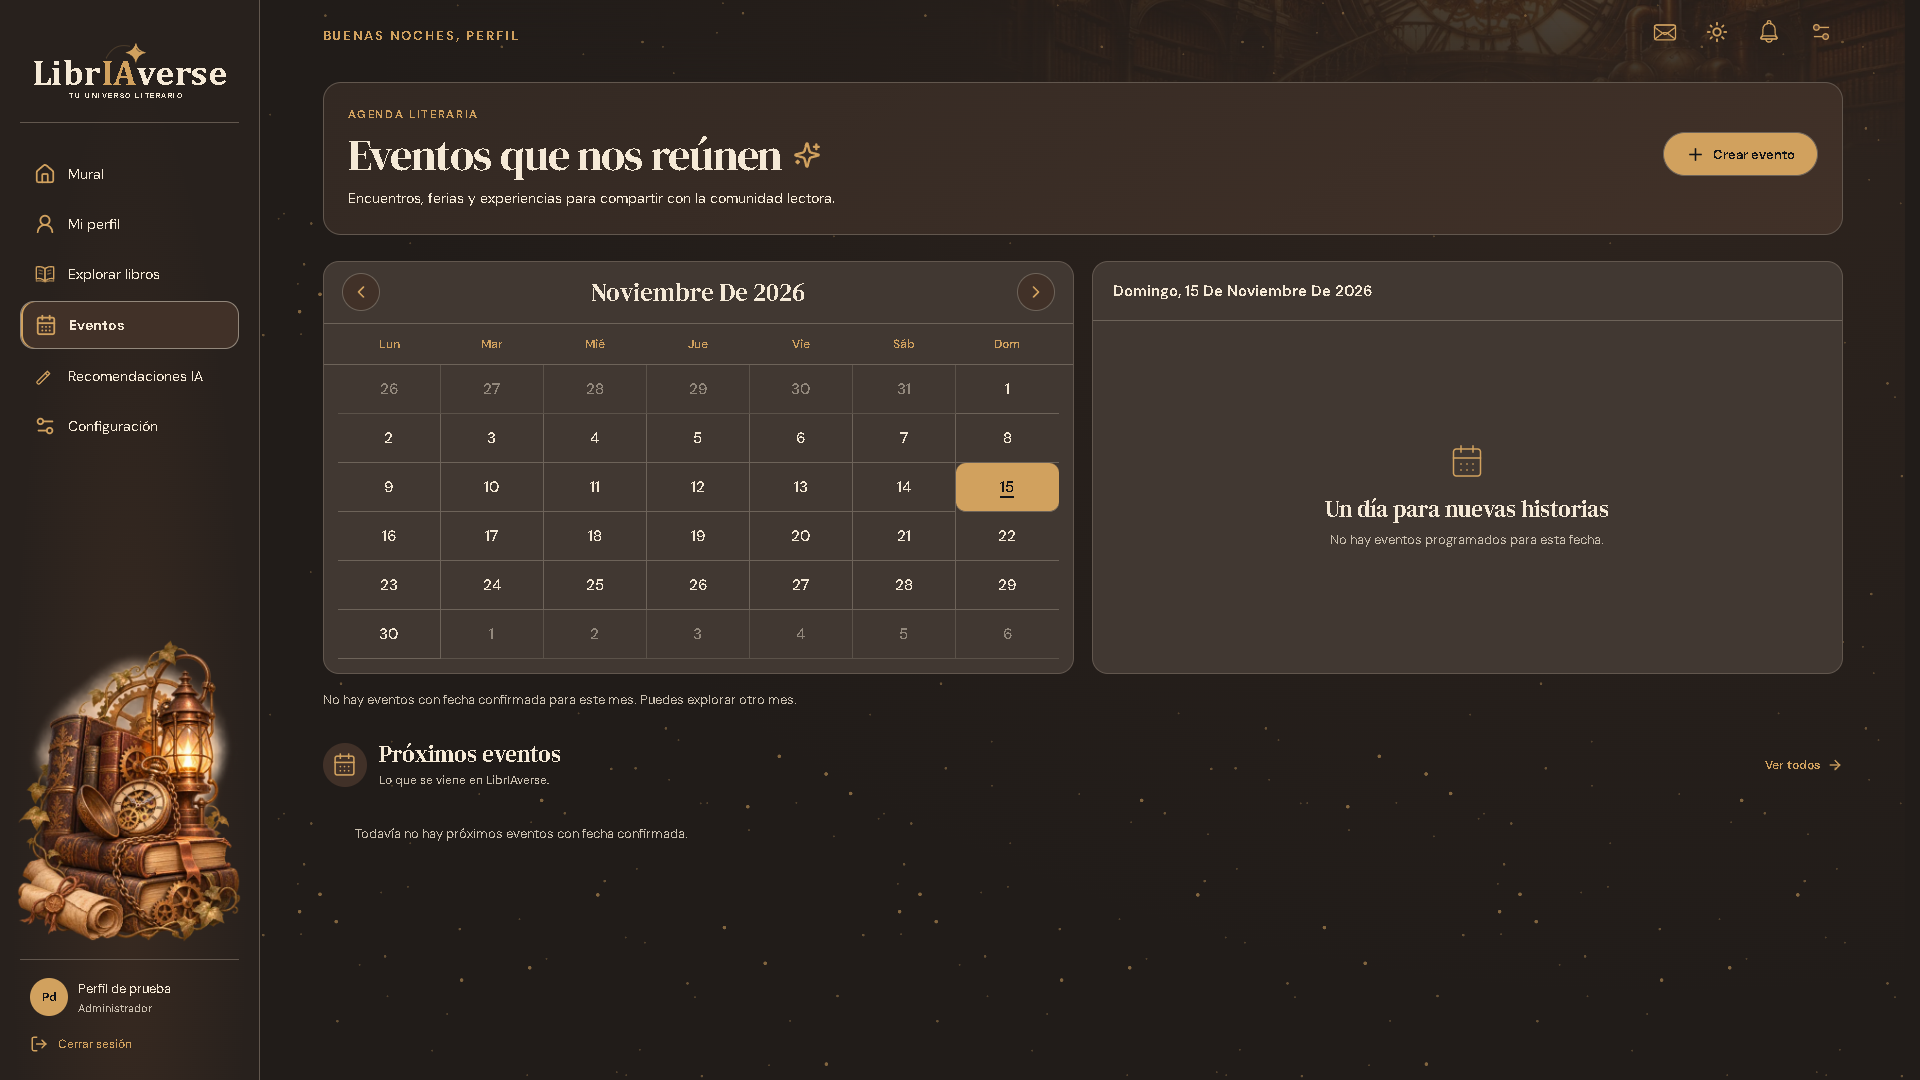 LibrIAverse
TU UNIVERSO LITERARIO
Mural
Mi perfil
Explorar libros
Eventos
Recomendaciones IA
Configuración
Pd
Perfil de prueba
Administrador
Cerrar sesión
BUENAS NOCHES, PERFIL
AGENDA LITERARIA
Eventos que nos reúnen
Encuentros, ferias y experiencias para compartir con la comunidad lectora.
Crear evento
Noviembre De 2026
Lun Mar Mié Jue Vie Sáb Dom
26 27 28 29 30 31 1
2 3 4 5 6 7 8
9 10 11 12 13 14 15
16 17 18 19 20 21 22
23 24 25 26 27 28 29
30 1 2 3 4 5 6
Domingo, 15 De Noviembre De 2026
Un día para nuevas historias
No hay eventos programados para esta fecha.
No hay eventos con fecha confirmada para este mes. Puedes explorar otro mes.
Próximos eventos
Lo que se viene en LibrIAverse.
Ver todos
Todavía no hay próximos eventos con fecha confirmada.